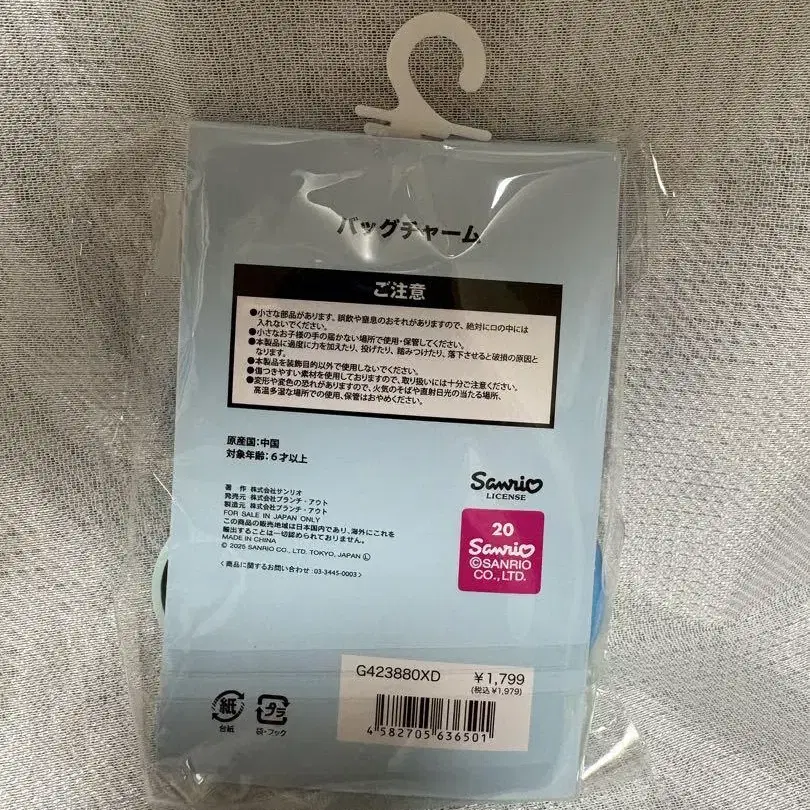 バッグチャーム
ご注意
●小さな部品があります。誤飲や窒息のおそれがありますので、絶対に口の中には
入れないでください。
●小さなお子様の手の届かない場所で使用・保管してください。
●本製品に過度に力を加えたり、投げたり、踏みつけたり、落下させると破損の原因と
なります。
●本製品を装飾目的以外で使用しないでください。
●傷つきやすい素材を使用しておりますので、取り扱いには十分ご注意ください。
●変形や変色の恐れがありますので、火気のそばや直射日光の当たる場所、
高温多湿な場所での使用、保管はおやめください。
原産国:中国
対象年齢:6才以上
著 作 株式会社サンリオ
発売元 株式会社ブランチ・アウト
製造元 株式会社ブランチ・アウト
FOR SALE IN JAPAN ONLY
この商品の販売地域は日本国内であり、海外にこれを
輸出することは一切認められておりません。
MADE IN CHINA
© 2025 SANRIO CO., LTD. TOKYO, JAPAN Ⓛ
〈商品に関するお問い合わせ:03-3445-0003〉
Sanrio
LICENSE
20
Sanrio
©SANRIO
CO., LTD.
G423880XD
¥1,799
(税込¥1,979)
4 582705 636501
紙
台紙
プラ
袋・フック